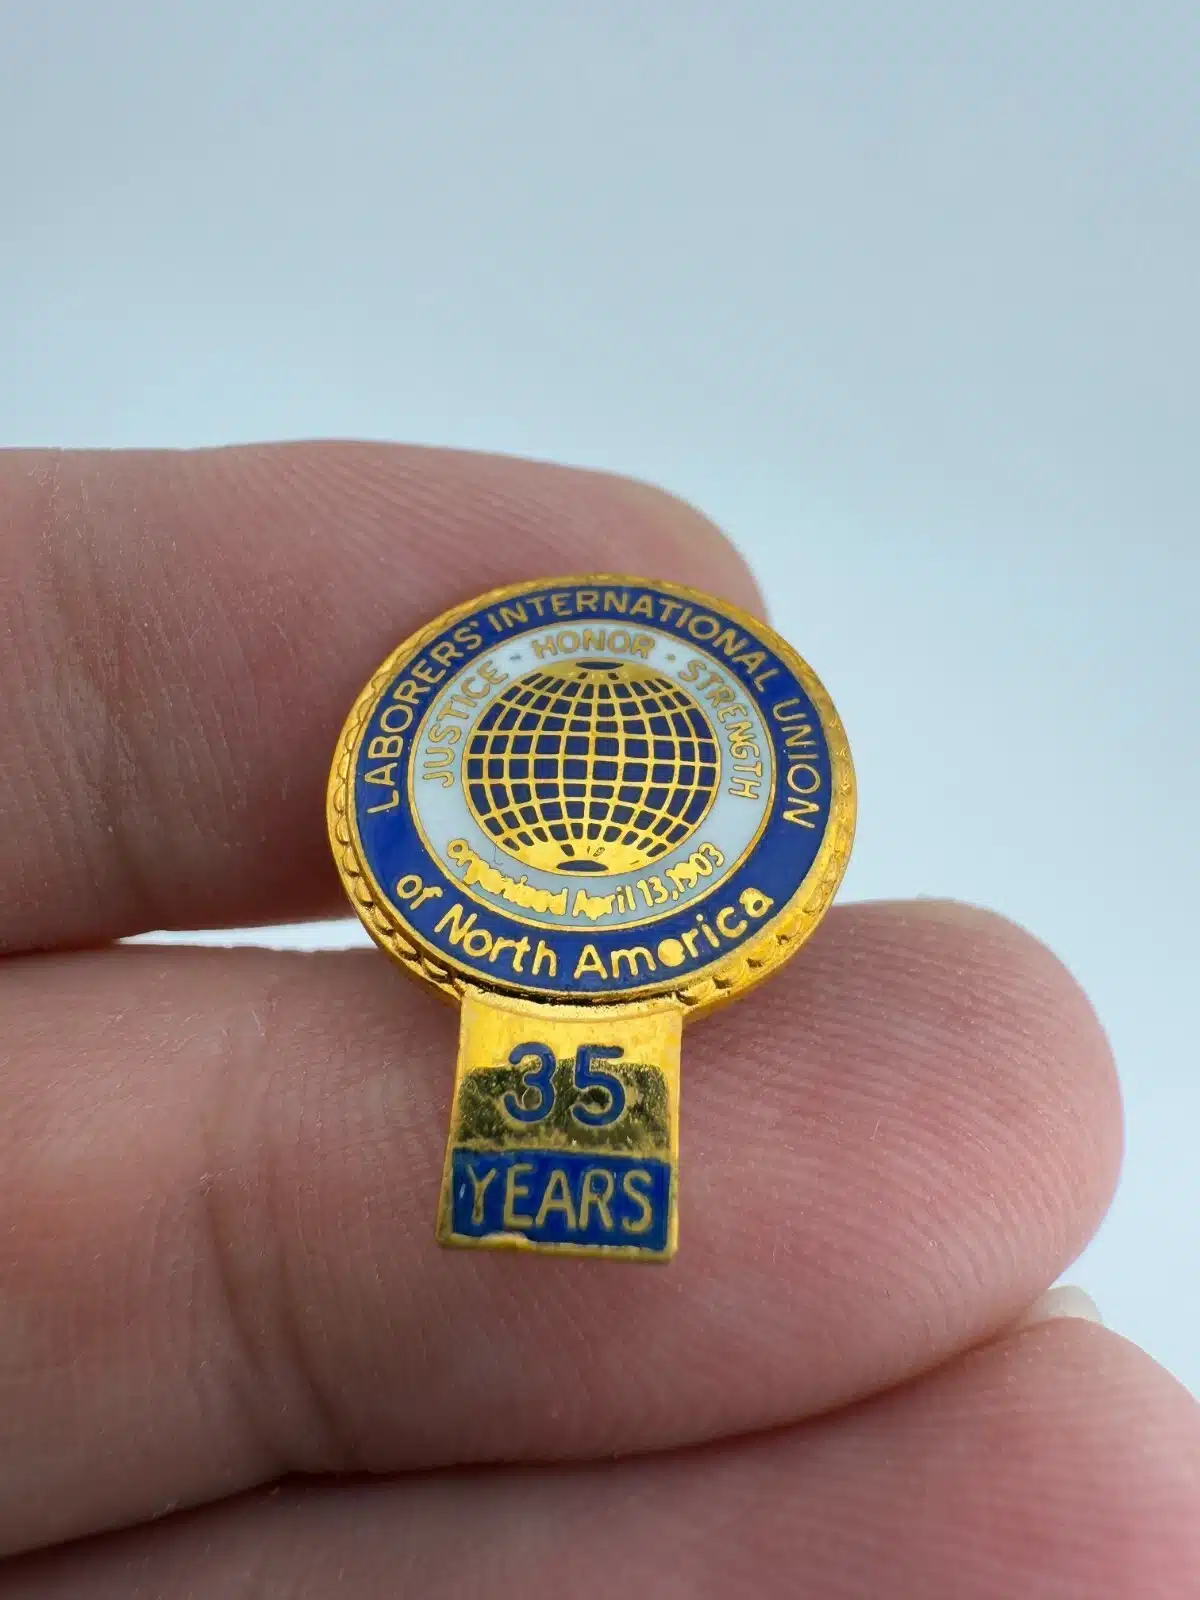 LABORERS' INTERNATIONAL UNION
of North America
JUSTICE · HONOR · STRENGTH
organized April 13, 1903
35
YEARS